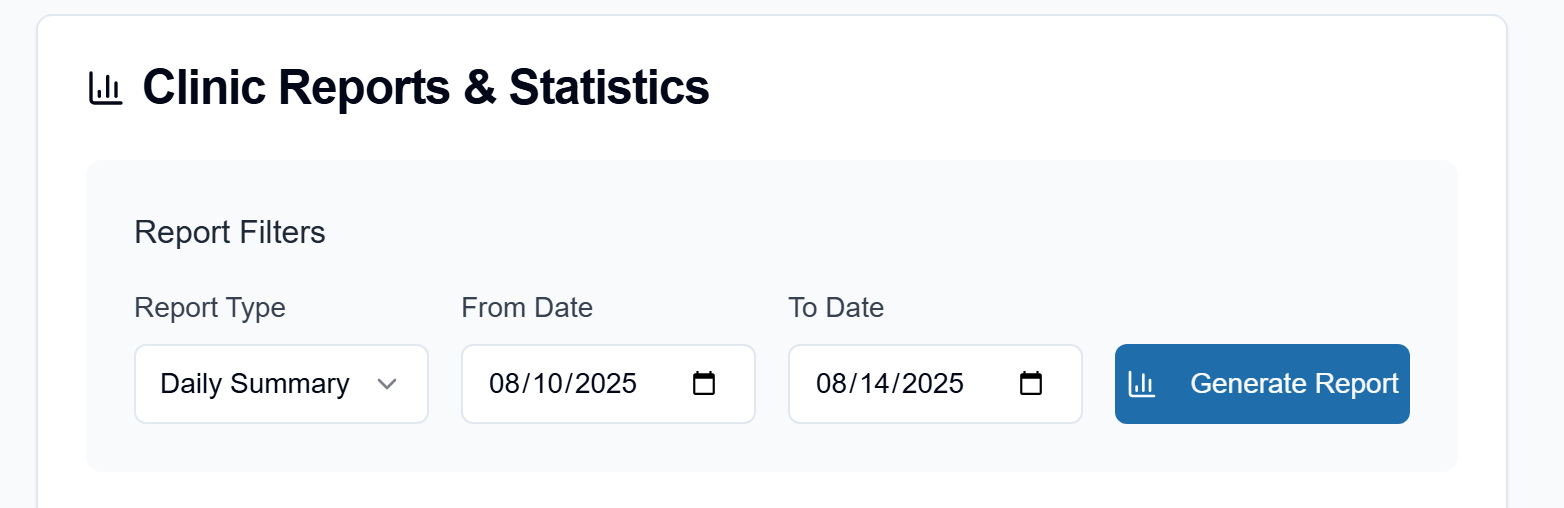 Clinic Reports & Statistics
Report Filters
Report Type From Date To Date
Daily Summary 08/10/2025 08/14/2025 Generate Report